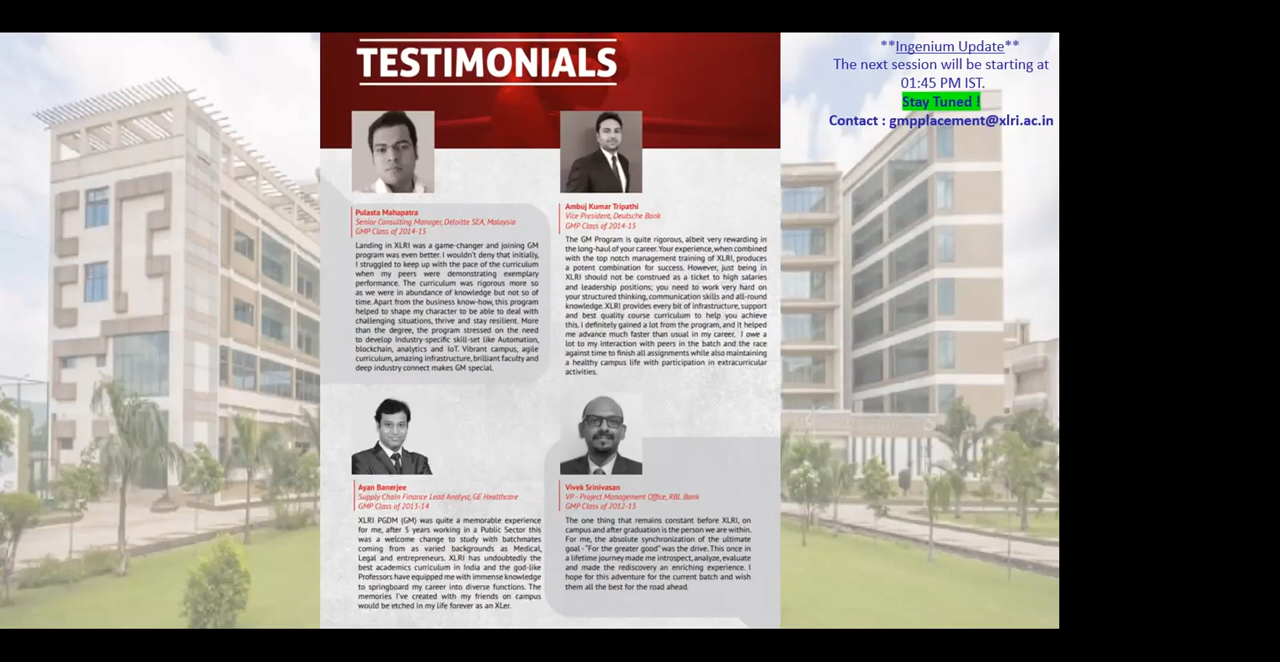 TESTIMONIALS
**Ingenium Update**
The next session will be starting at
01:45 PM IST.
Stay Tuned !
Contact : gmpplacement@xlri.ac.in
Pulasta Mahapatra
Senior Consulting Manager, Deloitte SEA, Malaysia
GMP Class of 2014-15
Landing in XLRI was a game-changer and joining GM
program was even better. I wouldn't deny that initially,
I struggled to keep up with the pace of the curriculum
when my peers were demonstrating exemplary
performance. The curriculum was rigorous more so
as we were in abundance of knowledge but not so of
time. Apart from the business know-how, this program
helped to shape my character to be able to deal with
challenging situations, thrive and stay resilient. More
than the degree, the program stressed on the need
to develop Industry-specific skill-set like Automation,
blockchain, analytics and IoT. Vibrant campus, agile
curriculum, amazing infrastructure, brilliant faculty and
deep industry connect makes GM special.
Ambuj Kumar Tripathi
Vice President, Deutsche Bank
GMP Class of 2014-15
The GM Program is quite rigorous, albeit very rewarding in
the long-haul of your career. Your experience, when combined
with the top notch management training of XLRI, produces
a potent combination for success. However, just being in
XLRI should not be construed as a ticket to high salaries
and leadership positions; you need to work very hard on
your structured thinking, communication skills and all-round
knowledge. XLRI provides every bit of infrastructure, support
and best quality course curriculum to help you achieve
this. I definitely gained a lot from the program, and it helped
me advance much faster than usual in my career. I owe a
lot to my interaction with peers in the batch and the race
against time to finish all assignments while also maintaining
a healthy campus life with participation in extracurricular
activities.
Ayan Banerjee
Supply Chain Finance Lead Analyst, GE Healthcare
GMP Class of 2013-14
XLRI PGDM (GM) was quite a memorable experience
for me, after 5 years working in a Public Sector this
was a welcome change to study with batchmates
coming from as varied backgrounds as Medical,
Legal and entrepreneurs. XLRI has undoubtedly the
best academics curriculum in India and the god-like
Professors have equipped me with immense knowledge
to springboard my career into diverse functions. The
memories I've created with my friends on campus
would be etched in my life forever as an XLer.
Vivek Srinivasan
VP - Project Management Office, RBL Bank
GMP Class of 2012-13
The one thing that remains constant before XLRI, on
campus and after graduation is the person we are within.
For me, the absolute synchronization of the ultimate
goal - "For the greater good" was the drive. This once in
a lifetime journey made me introspect, analyze, evaluate
and made the rediscovery an enriching experience. I
hope for this adventure for the current batch and wish
them all the best for the road ahead.